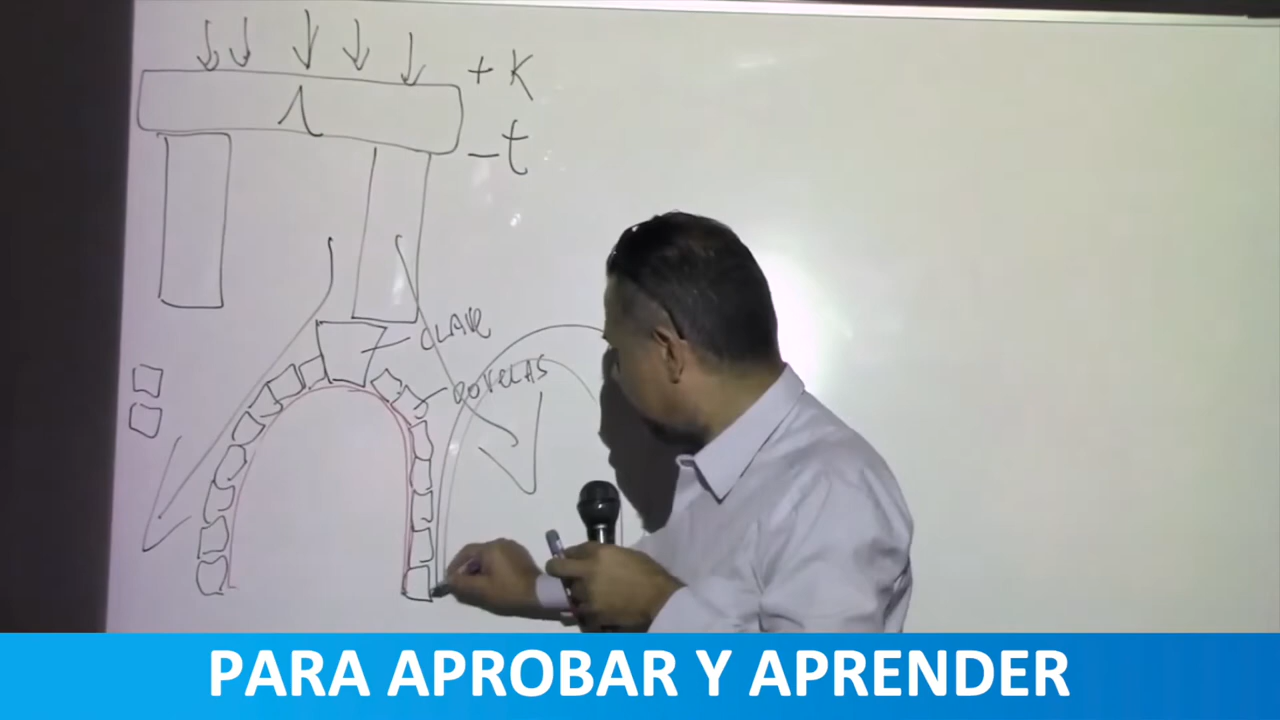 + K
- t
CLAVE
DOVELAS
PARA APROBAR Y APRENDER